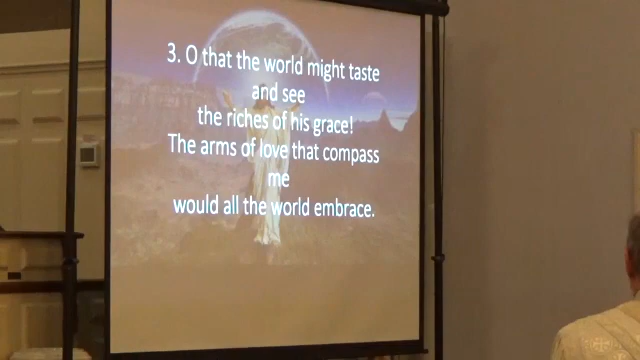 3. O that the world might taste
and see
the riches of his grace!
The arms of love that compass
me
would all the world embrace.